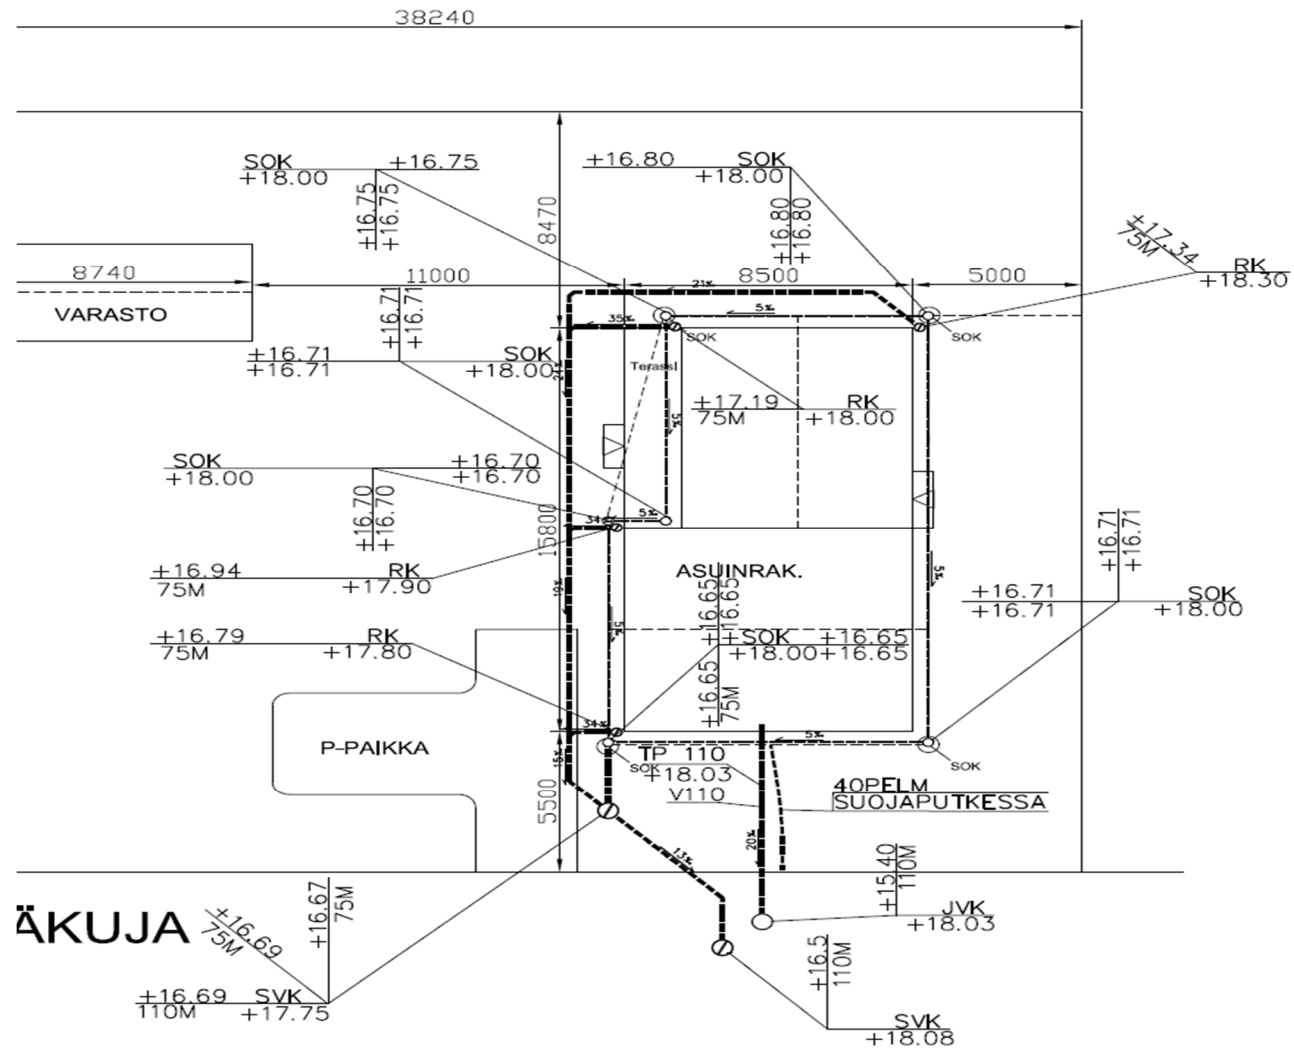 38240
SOK +16.75
+18.00
+16.75
+16.75
+16.80 SOK
+18.00
+16.80
+16.80
8470
+17.34
75M
RK
+18.30
8740
11000
8500
5000
VARASTO
+16.71
+16.71
21‰
5‰
35‰
SOK
SOK
+16.71 SOK
+16.71 +18.00
24‰
Terassi
+17.19 RK
75M +18.00
5‰
SOK +16.70
+18.00 +16.70
+16.70
+16.70
34‰
5‰
15800
+16.71
+16.71
+16.94 RK
75M +17.90
ASUINRAK.
5‰
16‰
+16.65
+16.65
+16.71 SOK
+16.71 +18.00
5‰
+16.79 RK
75M +17.80
SOK +16.65
+18.00 +16.65
+16.65
75M
P-PAIKKA
34‰
15‰
5‰
SOK
TP 110
+18.03
SOK
V110
40PELM
SUOJAPUTKESSA
5500
20‰
13‰
+15.40
110M
JVK
+18.03
ÄKUJA
+16.69
75M
+16.67
75M
+16.69 SVK
110M +17.75
+16.5
110M
SVK
+18.08